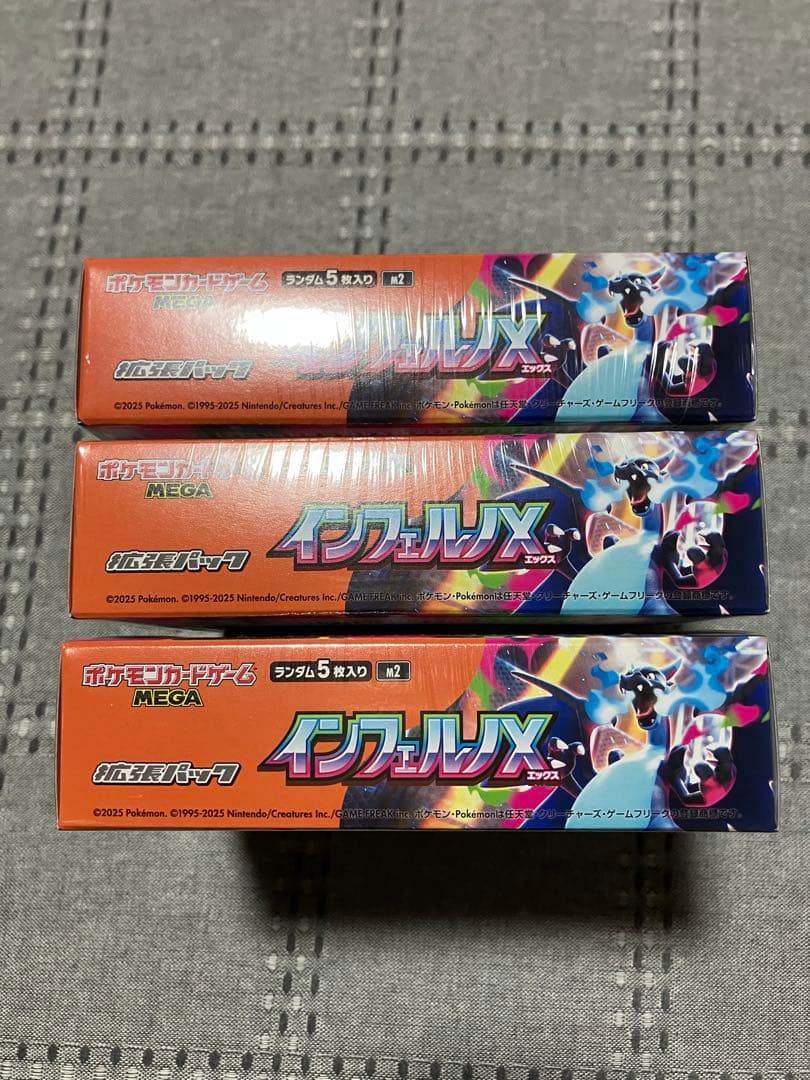 ポケモンカードゲーム
MEGA
ランダム5枚入り
M2
拡張パック
フェルノX
エックス
©2025 Pokémon. ©1995-2025 Nintendo/Creatures Inc./GAME FREAK inc. ポケモン・Pokémonは任天堂・クリーチャーズ・ゲームフリークの登録商標です。
ポケモンカードゲーム
MEGA
拡張パック
インフェルノX
エックス
©2025 Pokémon. ©1995-2025 Nintendo/Creatures Inc./GAME FREAK inc. ポケモン・Pokémonは任天堂・クリーチャーズ・ゲームフリークの登録商標です。
ポケモンカードゲーム
MEGA
ランダム5枚入り
M2
拡張パック
インフェルノX
エックス
©2025 Pokémon. ©1995-2025 Nintendo/Creatures Inc./GAME FREAK inc. ポケモン・Pokémonは任天堂・クリーチャーズ・ゲームフリークの登録商標です。